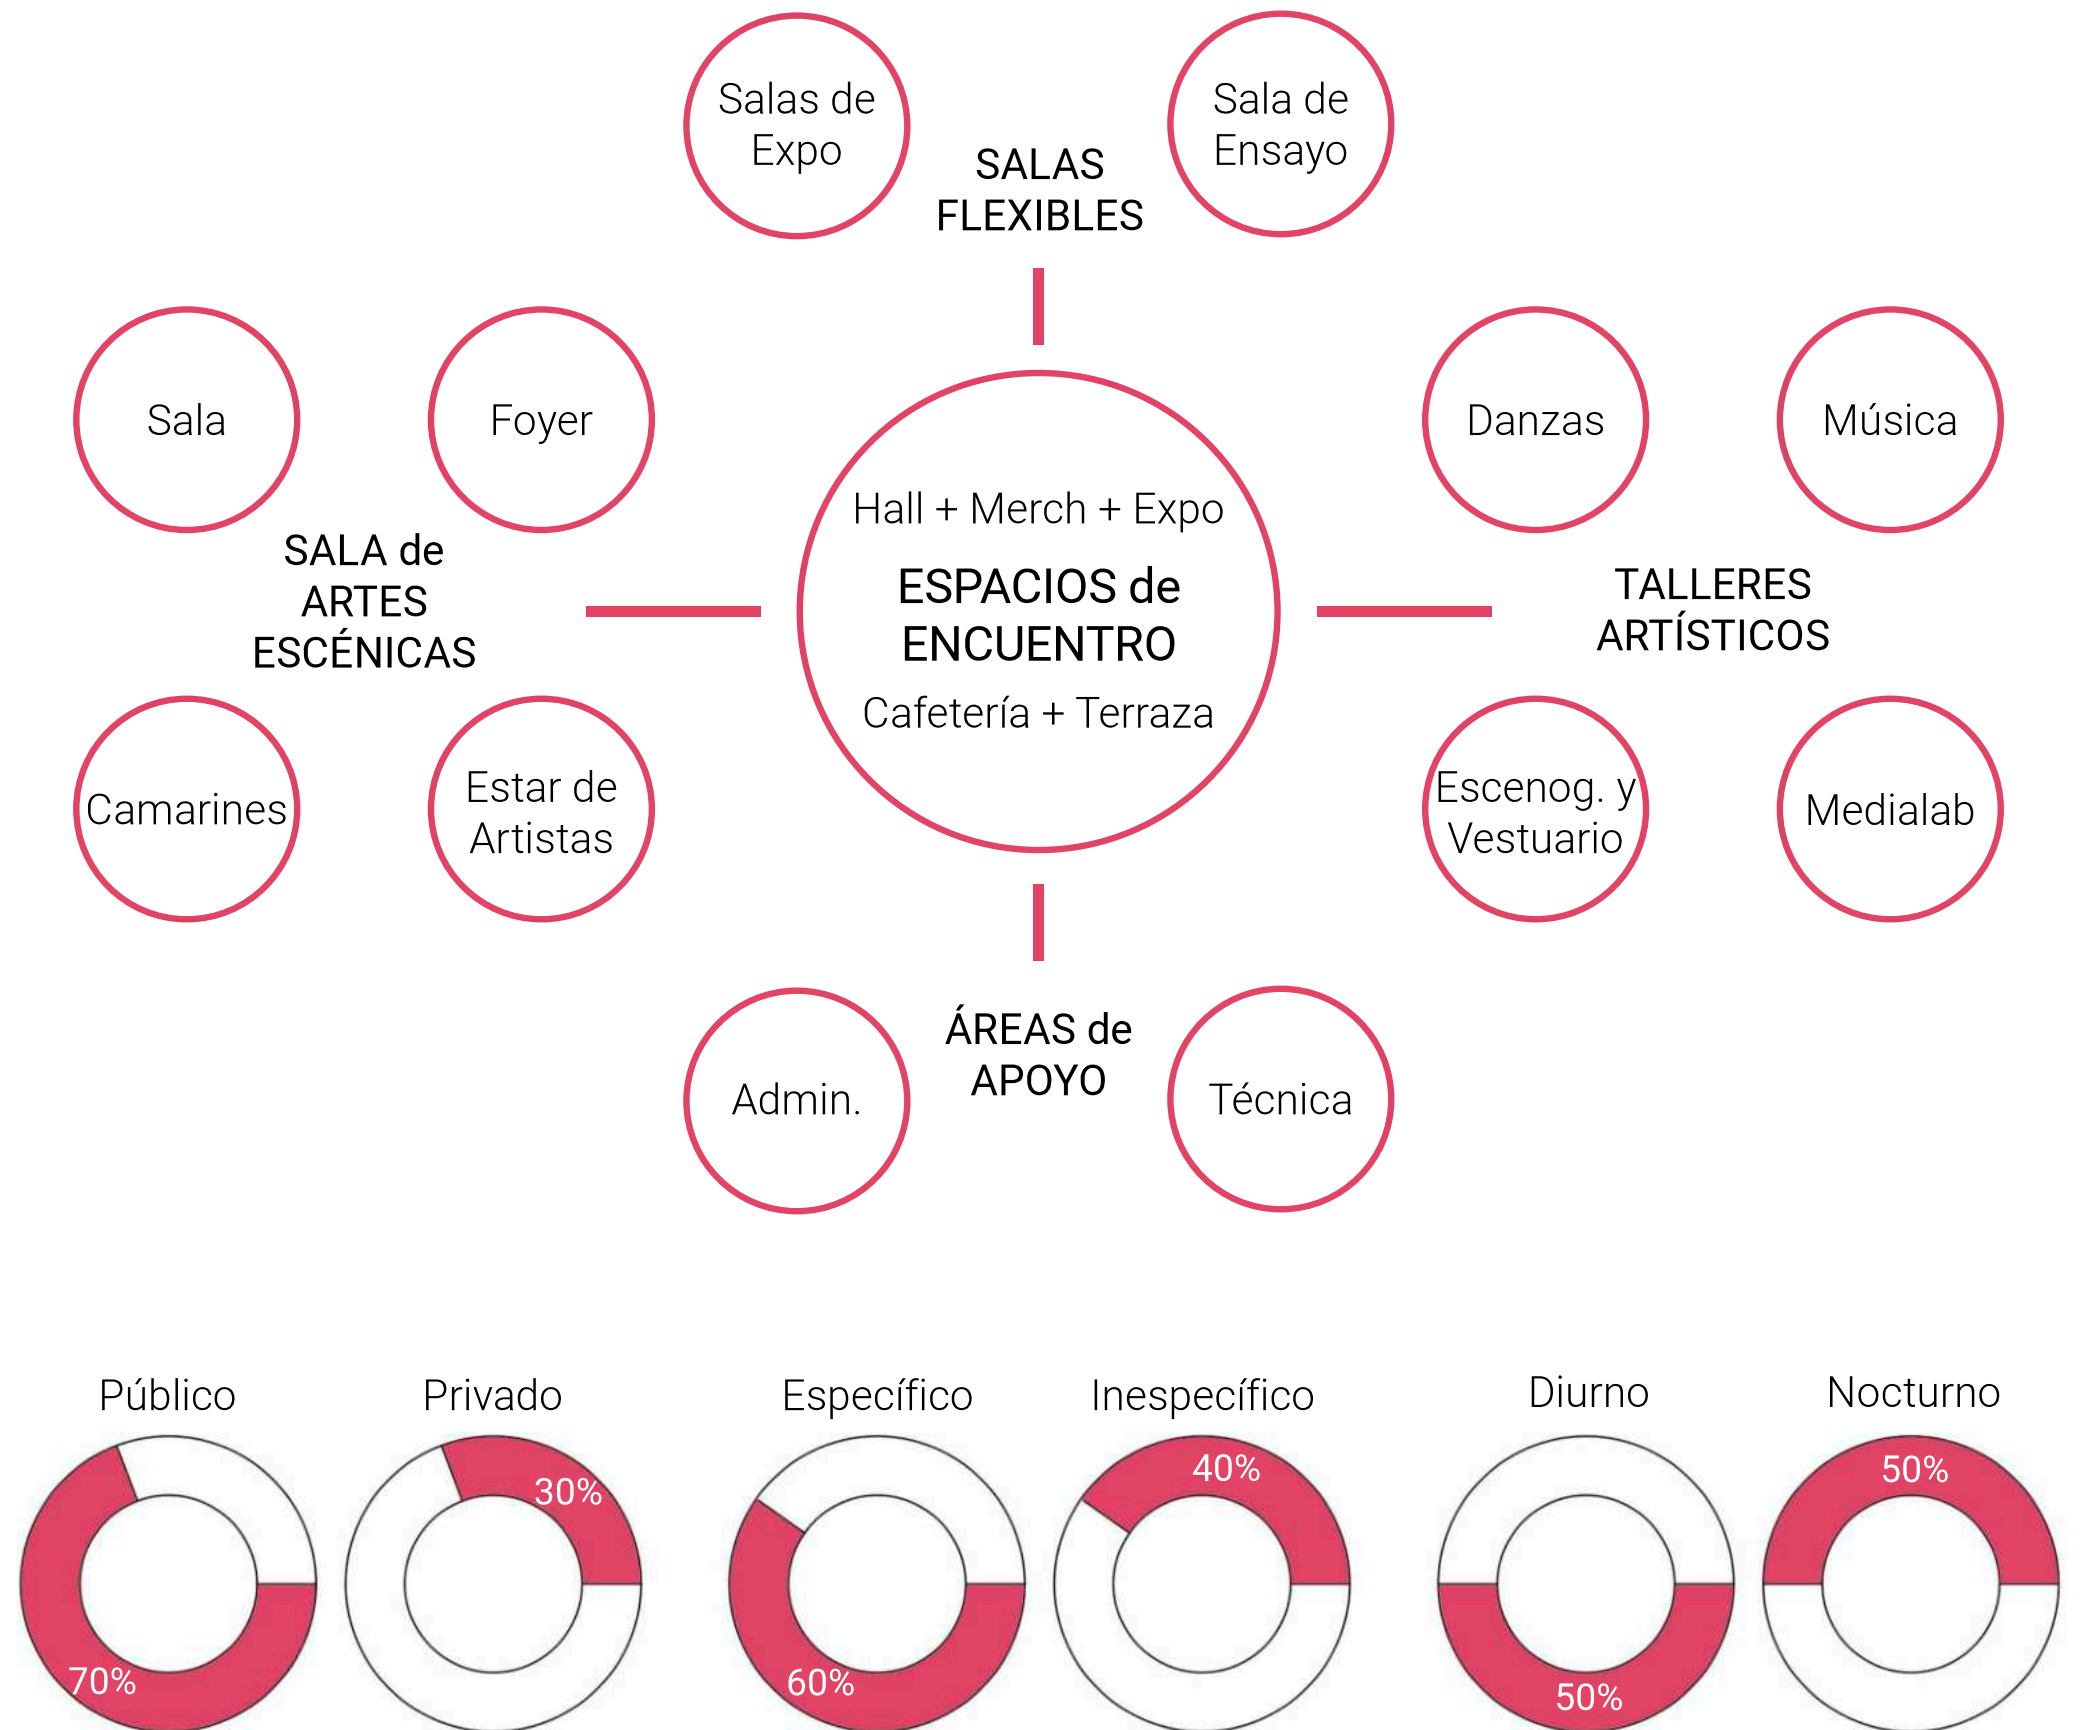 Salas de
Expo
SALAS
FLEXIBLES
Sala de
Ensayo
Sala
Foyer
SALA de
ARTES
ESCÉNICAS
Camarines
Estar de
Artistas
Hall + Merch + Expo
ESPACIOS de
ENCUENTRO
Cafetería + Terraza
Danzas
Música
TALLERES
ARTÍSTICOS
Escenog. y
Vestuario
Medialab
Admin.
ÁREAS de
APOYO
Técnica
Público
70%
Privado
30%
Específico
60%
Inespecífico
40%
Diurno
50%
Nocturno
50%